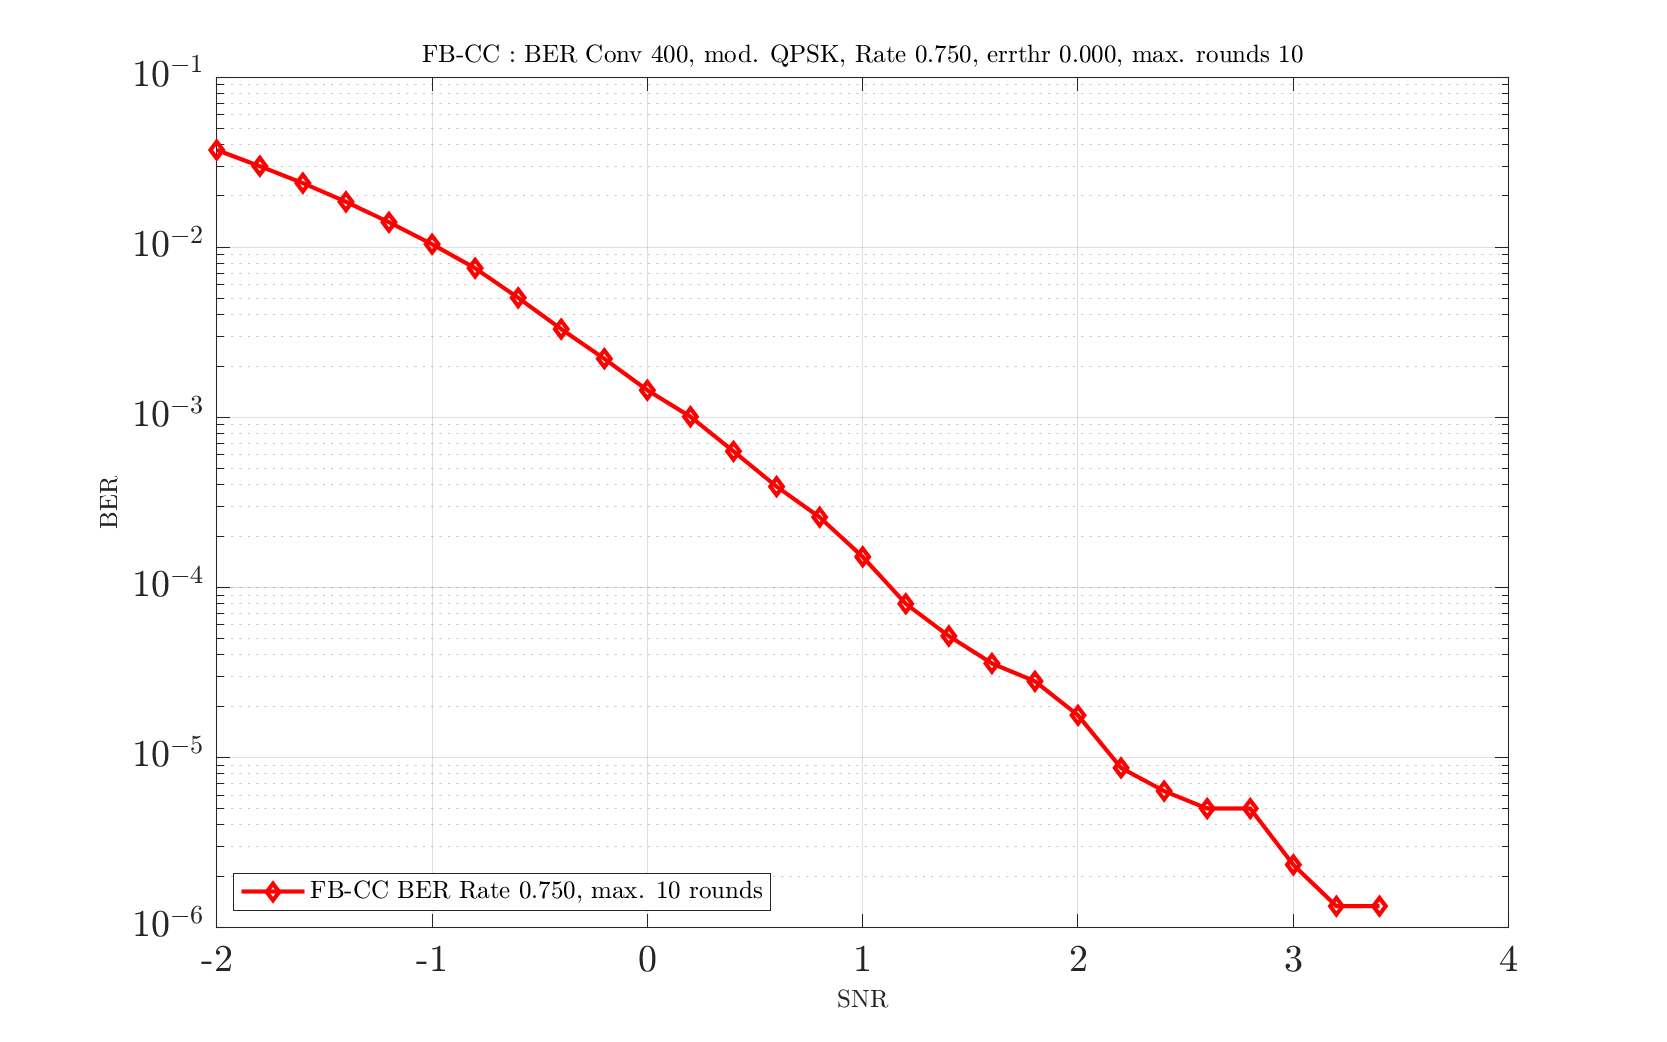 FB-CC : BER Conv 400, mod. QPSK, Rate 0.750, errthr 0.000, max. rounds 10
10⁻¹
10⁻²
10⁻³
10⁻⁴
10⁻⁵
10⁻⁶
BER
FB-CC BER Rate 0.750, max. 10 rounds
-2 -1 0 1 2 3 4
SNR